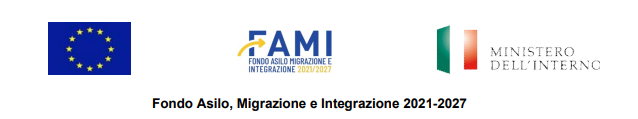 FAMI
FONDO ASILO MIGRAZIONE E
INTEGRAZIONE 2021/2027
MINISTERO
DELL'INTERNO
Fondo Asilo, Migrazione e Integrazione 2021-2027